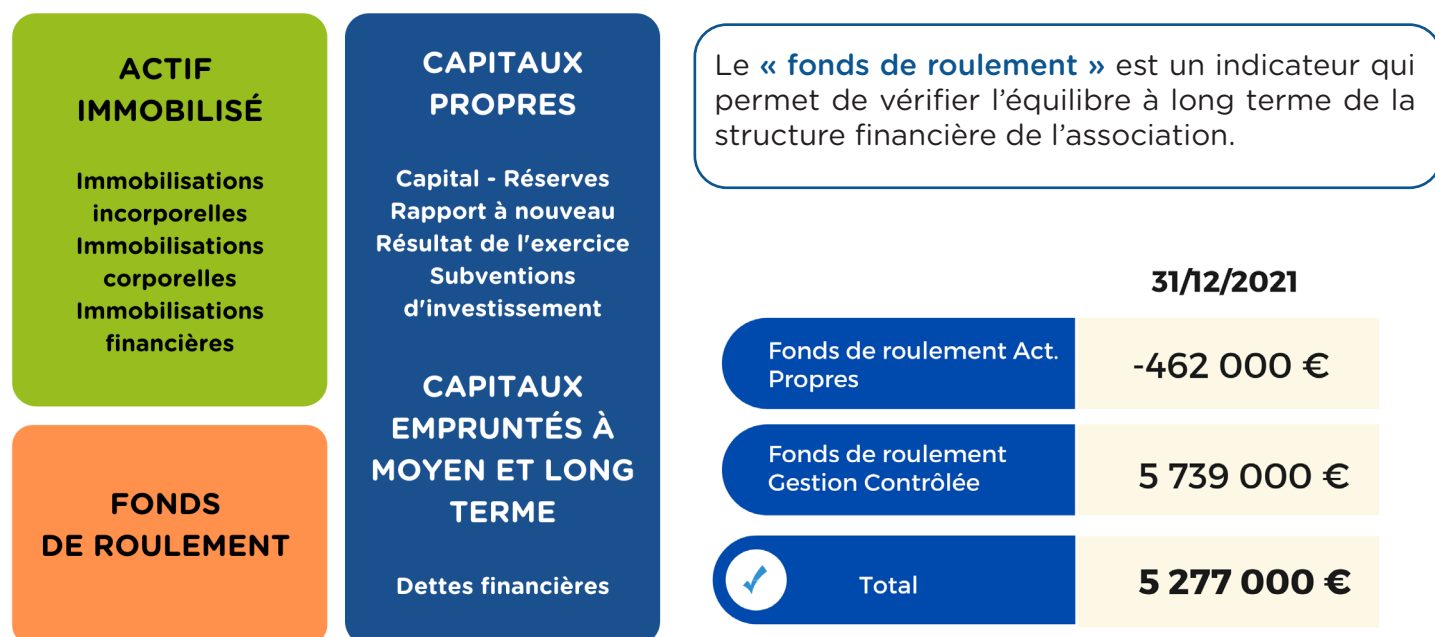 ACTIF
IMMOBILISÉ
Immobilisations
incorporelles
Immobilisations
corporelles
Immobilisations
financières
FONDS
DE ROULEMENT
CAPITAUX
PROPRES
Capital - Réserves
Rapport à nouveau
Résultat de l'exercice
Subventions
d'investissement
CAPITAUX
EMPRUNTÉS À
MOYEN ET LONG
TERME
Dettes financières
Le « fonds de roulement » est un indicateur qui
permet de vérifier l’équilibre à long terme de la
structure financière de l’association.
31/12/2021
Fonds de roulement Act.
Propres
-462 000 €
Fonds de roulement
Gestion Contrôlée
5 739 000 €
Total
5 277 000 €